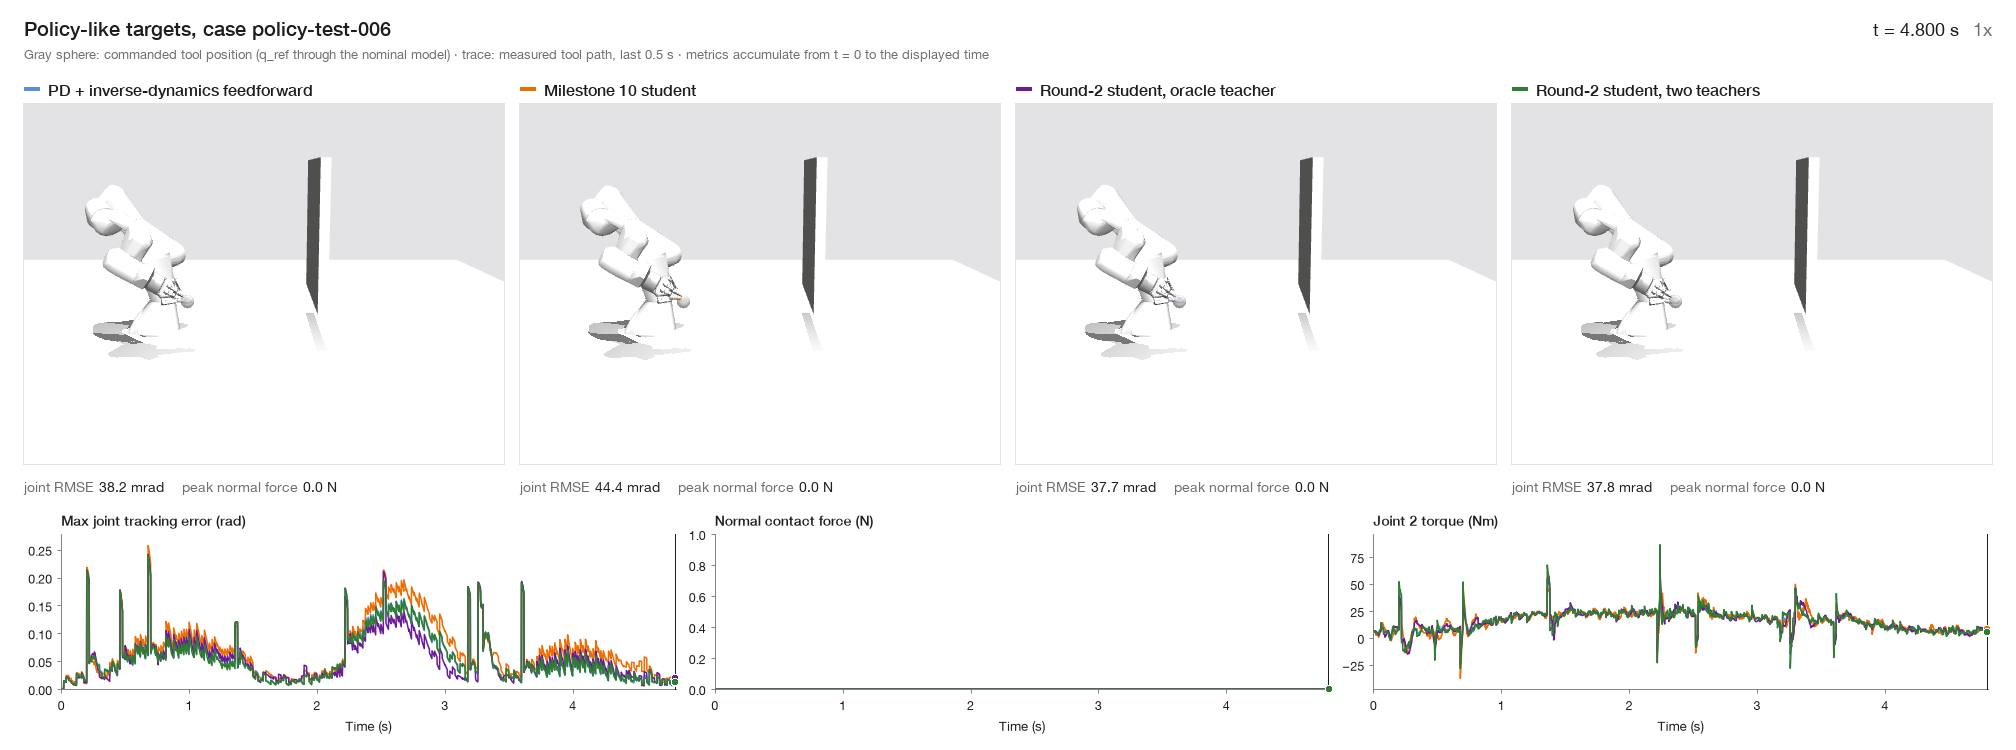 Policy-like targets, case policy-test-006
t = 4.800 s 1x
Gray sphere: commanded tool position (q_ref through the nominal model) · trace: measured tool path, last 0.5 s · metrics accumulate from t = 0 to the displayed time
PD + inverse-dynamics feedforward
Milestone 10 student
Round-2 student, oracle teacher
Round-2 student, two teachers
joint RMSE 38.2 mrad peak normal force 0.0 N
joint RMSE 44.4 mrad peak normal force 0.0 N
joint RMSE 37.7 mrad peak normal force 0.0 N
joint RMSE 37.8 mrad peak normal force 0.0 N
Max joint tracking error (rad)
0.25
0.20
0.15
0.10
0.05
0.00
0 1 2 3 4
Time (s)
Normal contact force (N)
1.0
0.8
0.6
0.4
0.2
0.0
0 1 2 3 4
Time (s)
Joint 2 torque (Nm)
75
50
25
0
−25
0 1 2 3 4
Time (s)